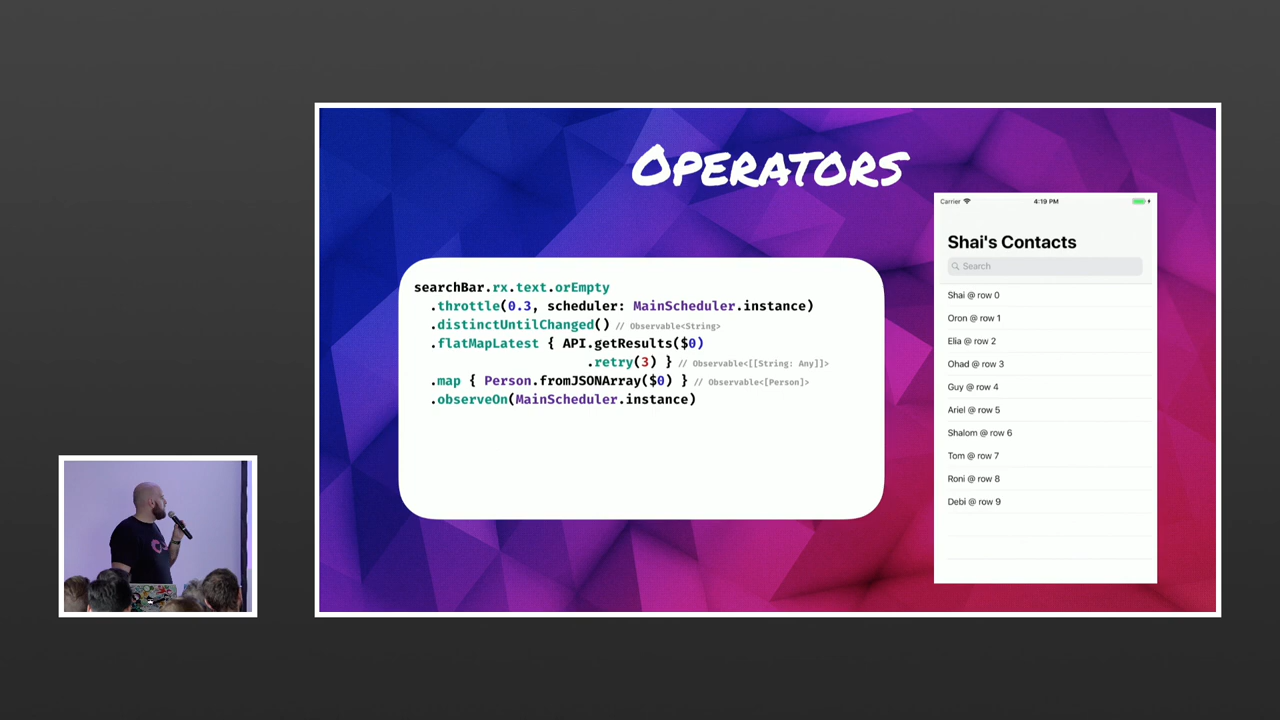 OPERATORS
searchBar.rx.text.orEmpty
.throttle(0.3, scheduler: MainScheduler.instance)
.distinctUntilChanged() // Observable<String>
.flatMapLatest { API.getResults($0)
.retry(3) } // Observable<[[String: Any]]>
.map { Person.fromJSONArray($0) } // Observable<[Person]>
.observeOn(MainScheduler.instance)
Carrier 4:19 PM
Shai's Contacts
Search
Shai @ row 0
Oron @ row 1
Elia @ row 2
Ohad @ row 3
Guy @ row 4
Ariel @ row 5
Shalom @ row 6
Tom @ row 7
Roni @ row 8
Debi @ row 9